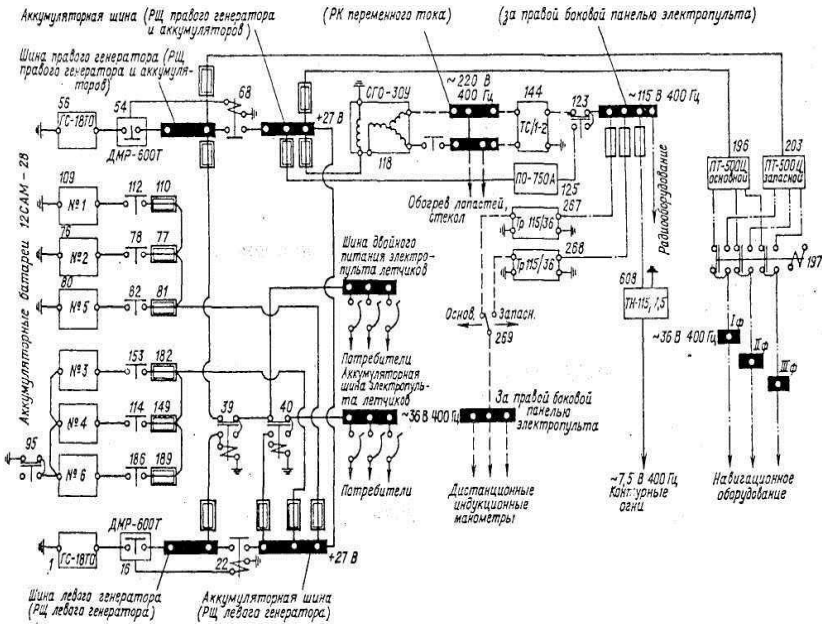 Аккумуляторная шина (РЩ правого генератора
и аккумуляторов)
(РК переменного тока)
(за правой боковой панелью электропульта)
Шина правого генератора (РЩ
правого генератора и аккумуля-
торов)
56
ГС-18ТО
54
ДМР-600Т
68
+27 В
СГО-30У
118
~220 В
400 Гц
144
ТС/1-2
123
~115 В 400 Гц
196
ПТ-500Ц
основной
203
ПТ-500Ц
запасной
ПО-750А
125
Обогрев лопастей,
стекол
Радиооборудование
Аккумуляторные батареи 12САМ-28
109
№1
112
110
76
№2
78
77
80
№5
82
81
№3
153
182
№4
114
149
95
№6
186
189
Тр 115/36
267
Тр 115/36
268
Шина двойного
питания электро-
пульта летчиков
Потребители
Аккумуляторная
шина электропуль-
та летчиков
Потребители
Основ.
Запасн.
269
608
ТН-115/7,5
197
~36 В 400 Гц
Iф
IIф
IIIф
39
40
~36 В 400 Гц
За правой боковой
панелью
электропульта
Дистанционные
индукционные
манометры
~7,5 В 400 Гц
Контурные
огни
Навигационное
оборудование
1
ГС-18ТО
ДМР-600Т
16
22
+27 В
Шина левого генератора
(РЩ левого генератора)
Аккумуляторная шина
(РЩ левого генератора)